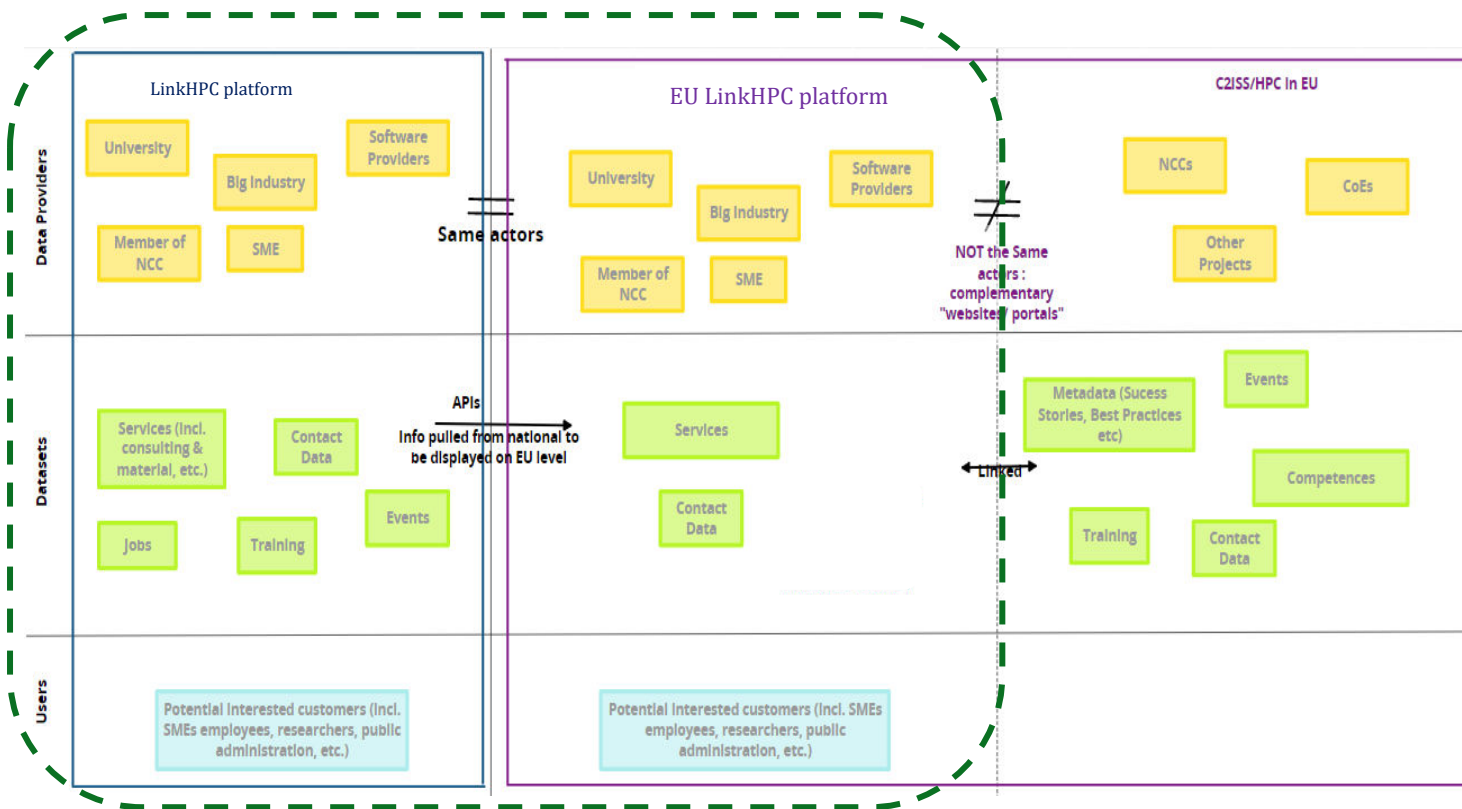 LinkHPC platform
EU LinkHPC platform
C2ISS/HPC In EU
Data Providers
University
Software
Providers
Big Industry
Member of
NCC
SME
Same actors
University
Software
Providers
Big Industry
Member of
NCC
SME
NOT the Same
actors :
complementary
"websites/ portals"
NCCs
CoEs
Other
Projects
Datasets
Services (Incl.
consulting &
material, etc.)
Contact
Data
Jobs
Training
Events
APIs
Info pulled from national to
be displayed on EU level
Services
Contact
Data
Linked
Metadata (Sucess
Stories, Best Practices
etc)
Events
Competences
Training
Contact
Data
Users
Potential Interested customers (Incl.
SMEs employees, researchers, public
administration, etc.)
Potential Interested customers (Incl. SMEs
employees, researchers, public
administration, etc.)